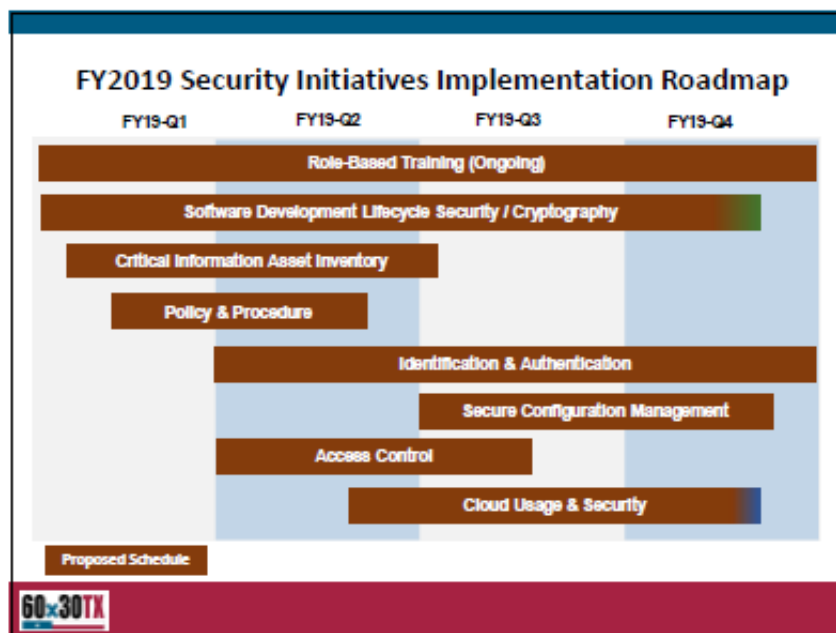 FY2019 Security Initiatives Implementation Roadmap
FY19-Q1 FY19-Q2 FY19-Q3 FY19-Q4
Role-Based Training (Ongoing)
Software Development Lifecycle Security / Cryptography
Critical Information Asset Inventory
Policy & Procedure
Identification & Authentication
Secure Configuration Management
Access Control
Cloud Usage & Security
Proposed Schedule
60x30TX